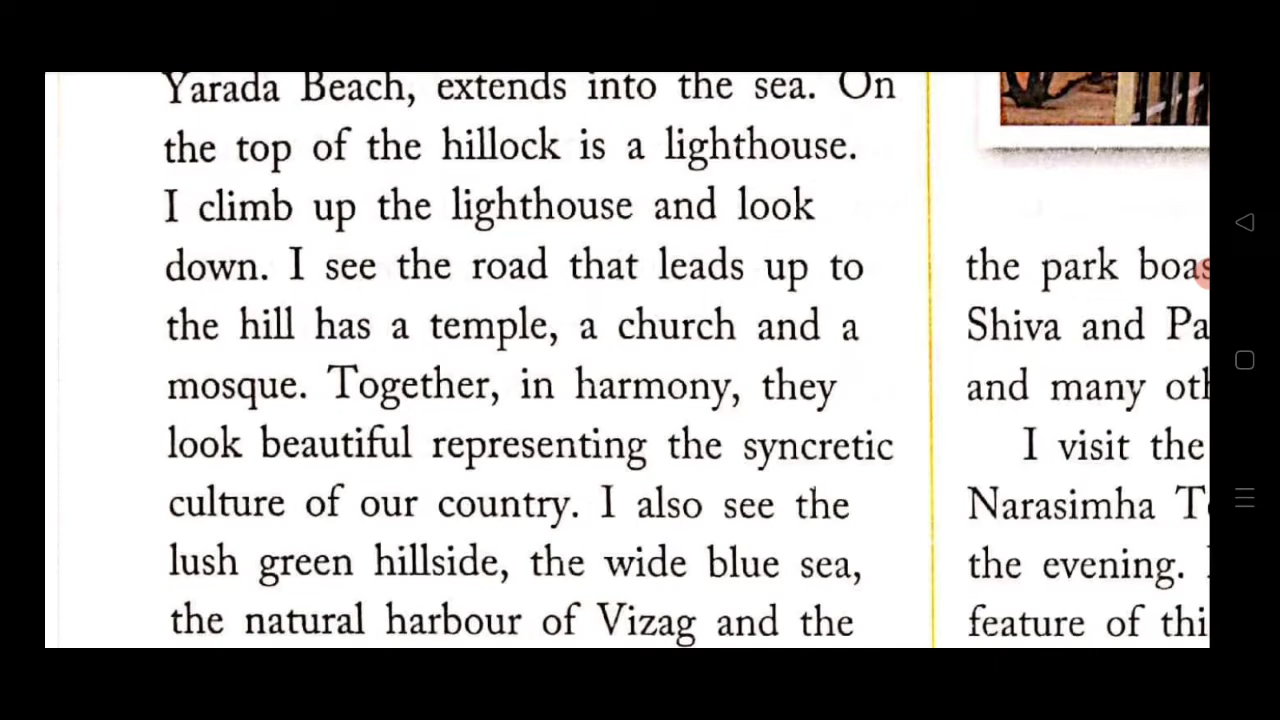 Yarada Beach, extends into the sea. On
the top of the hillock is a lighthouse.
I climb up the lighthouse and look
down. I see the road that leads up to
the hill has a temple, a church and a
mosque. Together, in harmony, they
look beautiful representing the syncretic
culture of our country. I also see the
lush green hillside, the wide blue sea,
the natural harbour of Vizag and the
the park
Shiva and
and many
I visit the
Narasimha
the evening.
feature of